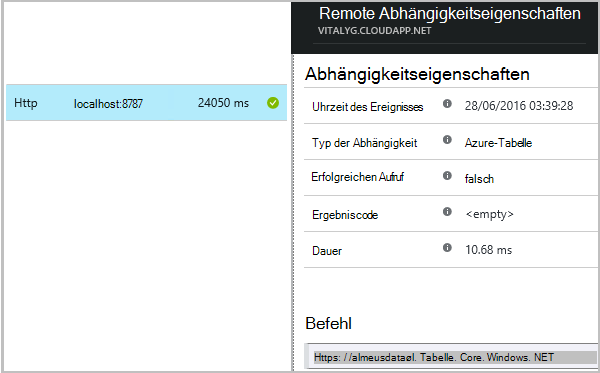 Remote Abhängigkeitseigenschaften
VITALYG.CLOUDAPP.NET
Http localhost:8787 24050 ms
Abhängigkeitseigenschaften
Uhrzeit des Ereignisses 28/06/2016 03:39:28
Typ der Abhängigkeit Azure-Tabelle
Erfolgreichen Aufruf falsch
Ergebniscode <empty>
Dauer 10.68 ms
Befehl
Https: / /almeusdataøl. Tabelle. Core. Windows. NET